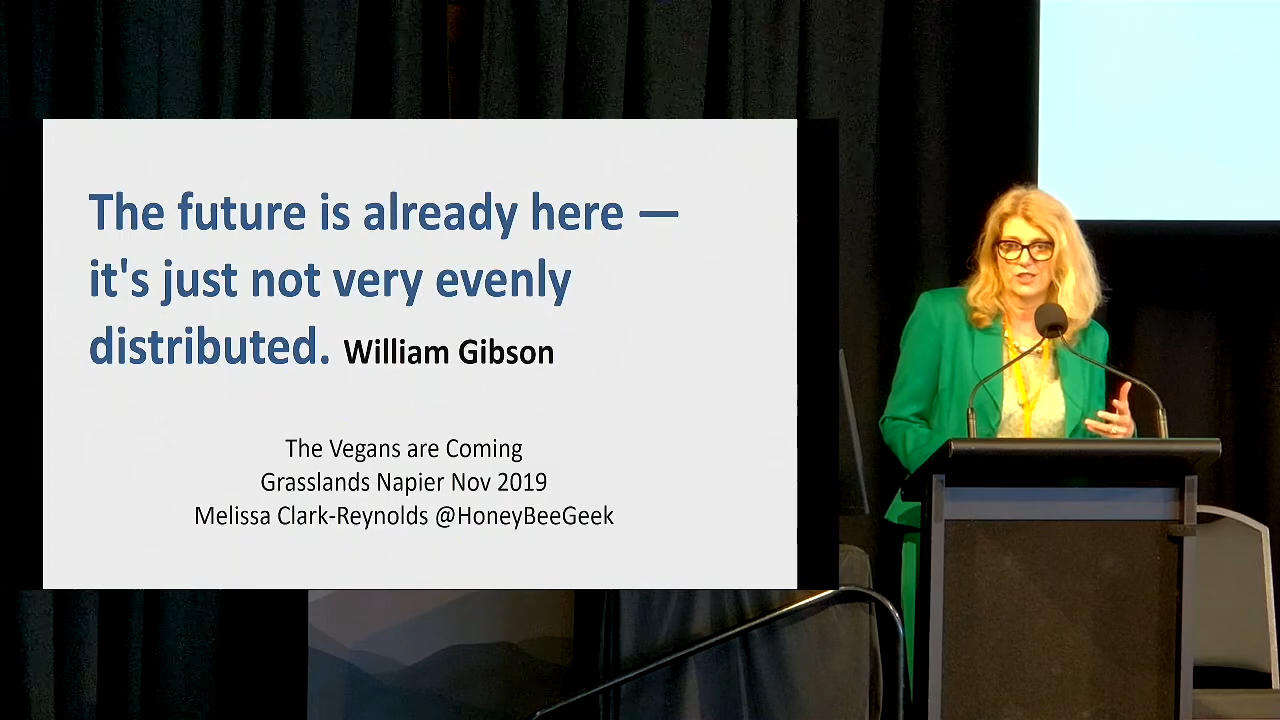 The future is already here —
it's just not very evenly
distributed. William Gibson
The Vegans are Coming
Grasslands Napier Nov 2019
Melissa Clark-Reynolds @HoneyBeeGeek